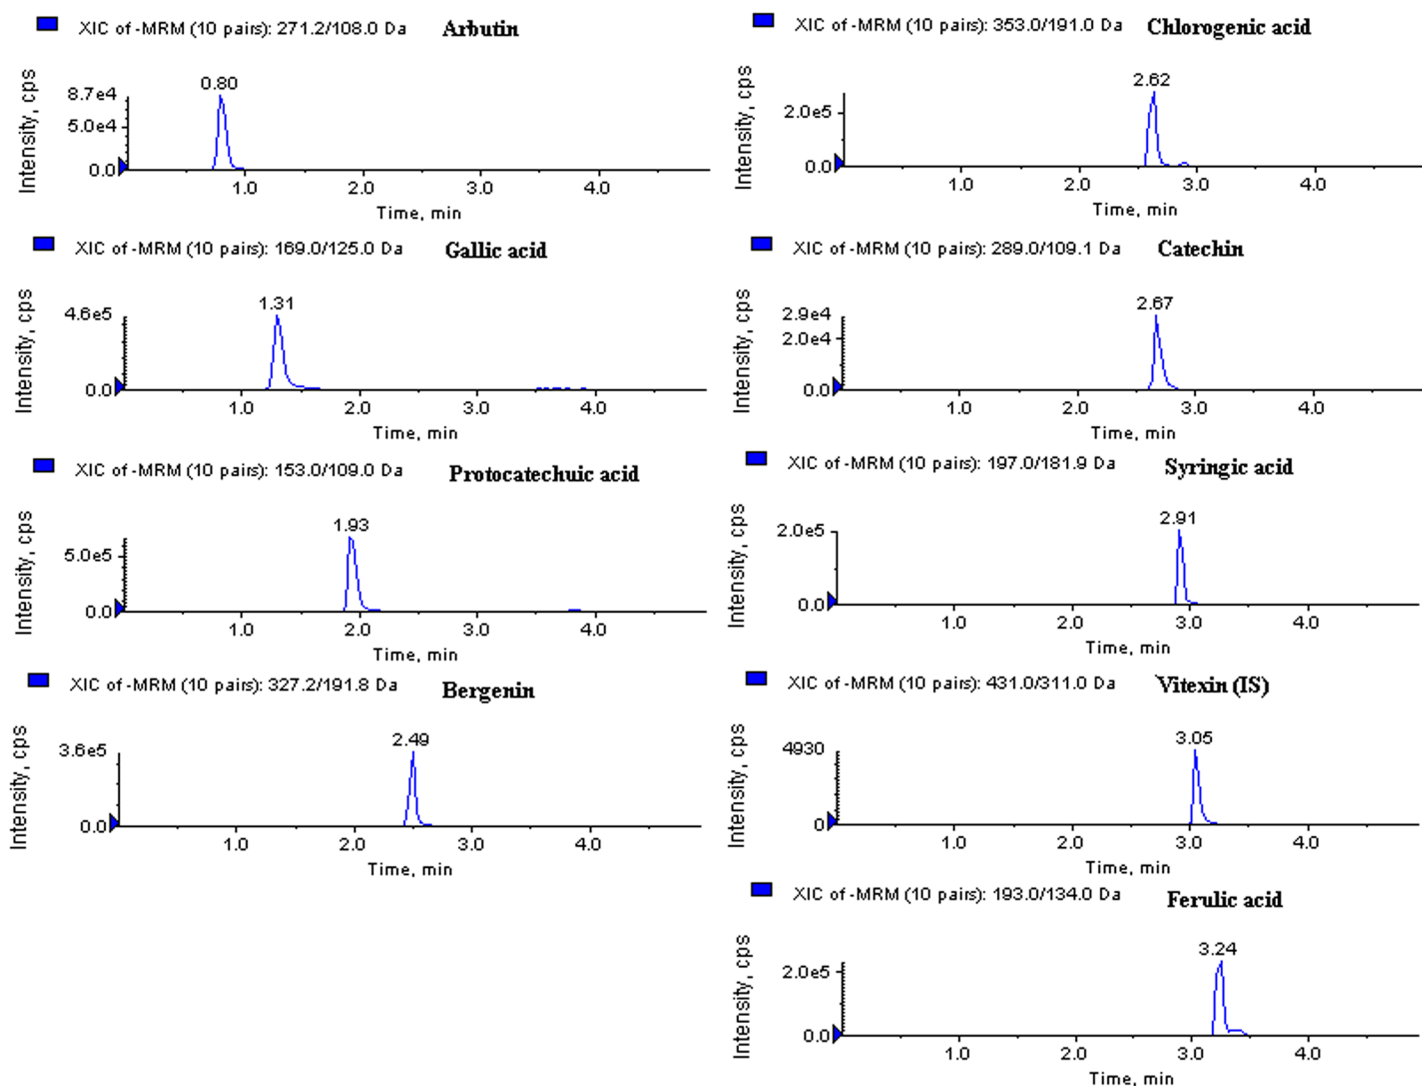 XIC of -MRM (10 pairs): 271.2/108.0 Da Arbutin
Intensity, cps
8.7e4
5.0e4
0.0
0.80
1.0 2.0 3.0 4.0
Time, min
XIC of -MRM (10 pairs): 169.0/125.0 Da Gallic acid
Intensity, cps
4.6e5
0.0
1.31
1.0 2.0 3.0 4.0
Time, min
XIC of -MRM (10 pairs): 153.0/109.0 Da Protocatechuic acid
Intensity, cps
5.0e5
0.0
1.93
1.0 2.0 3.0 4.0
Time, min
XIC of -MRM (10 pairs): 327.2/191.8 Da Bergenin
Intensity, cps
3.6e5
0.0
2.49
1.0 2.0 3.0 4.0
Time, min
XIC of -MRM (10 pairs): 353.0/191.0 Da Chlorogenic acid
Intensity, cps
2.0e5
0.0
2.62
1.0 2.0 3.0 4.0
Time, min
XIC of -MRM (10 pairs): 289.0/109.1 Da Catechin
Intensity, cps
2.9e4
2.0e4
0.0
2.67
1.0 2.0 3.0 4.0
Time, min
XIC of -MRM (10 pairs): 197.0/181.9 Da Syringic acid
Intensity, cps
2.0e5
0.0
2.91
1.0 2.0 3.0 4.0
Time, min
XIC of -MRM (10 pairs): 431.0/311.0 Da Vitexin (IS)
Intensity, cps
4930
0
3.05
1.0 2.0 3.0 4.0
Time, min
XIC of -MRM (10 pairs): 193.0/134.0 Da Ferulic acid
Intensity, cps
2.0e5
0.0
3.24
1.0 2.0 3.0 4.0
Time, min